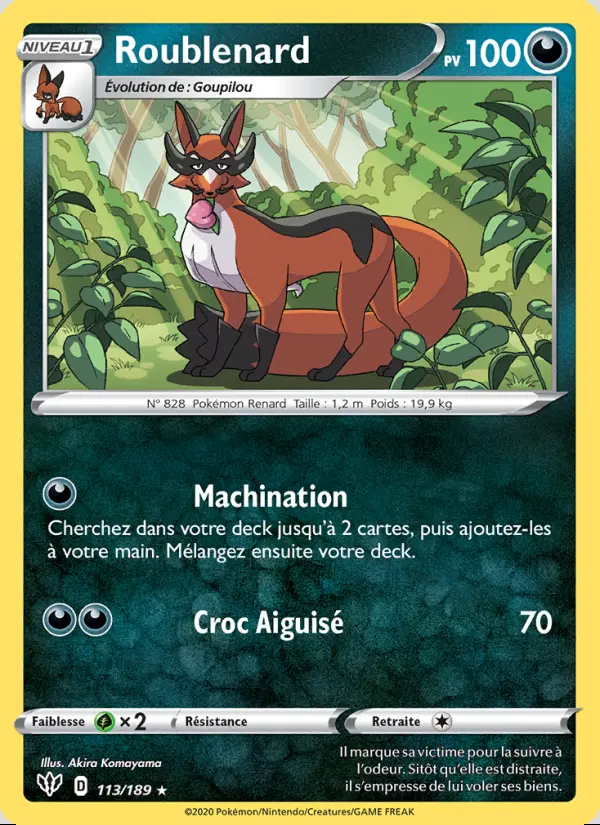 NIVEAU 1
Roublenard
PV 100
Évolution de : Goupilou
N° 828 Pokémon Renard Taille : 1,2 m Poids : 19,9 kg
Machination
Cherchez dans votre deck jusqu'à 2 cartes, puis ajoutez-les
à votre main. Mélangez ensuite votre deck.
Croc Aiguisé 70
Faiblesse ×2 Résistance Retraite
Illus. Akira Komayama
D 113/189 ★
Il marque sa victime pour la suivre à
l'odeur. Sitôt qu'elle est distraite,
il s'empresse de lui voler ses biens.
©2020 Pokémon/Nintendo/Creatures/GAME FREAK